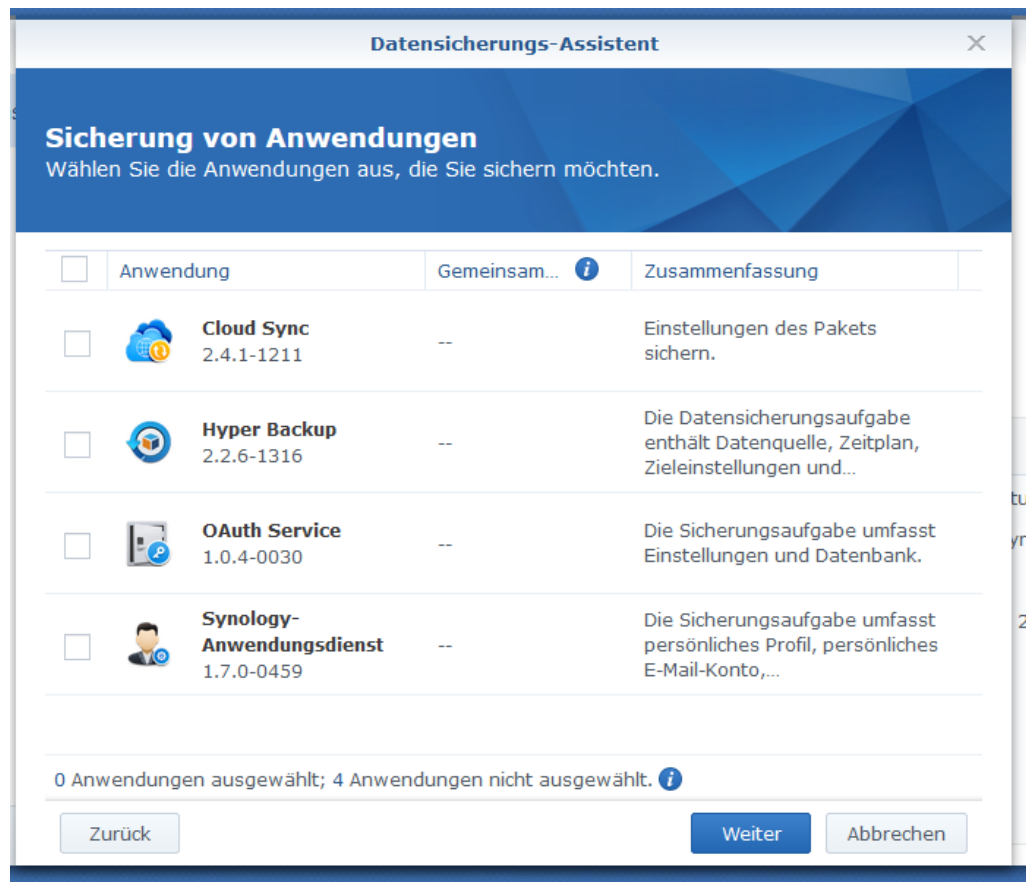 Datensicherungs-Assistent
Sicherung von Anwendungen
Wählen Sie die Anwendungen aus, die Sie sichern möchten.
Anwendung Gemeinsam... Zusammenfassung
Cloud Sync
2.4.1-1211
--
Einstellungen des Pakets
sichern.
Hyper Backup
2.2.6-1316
--
Die Datensicherungsaufgabe
enthält Datenquelle, Zeitplan,
Zieleinstellungen und...
OAuth Service
1.0.4-0030
--
Die Sicherungsaufgabe umfasst
Einstellungen und Datenbank.
Synology-
Anwendungsdienst
1.7.0-0459
--
Die Sicherungsaufgabe umfasst
persönliches Profil, persönliches
E-Mail-Konto,...
0 Anwendungen ausgewählt; 4 Anwendungen nicht ausgewählt.
Zurück Weiter Abbrechen